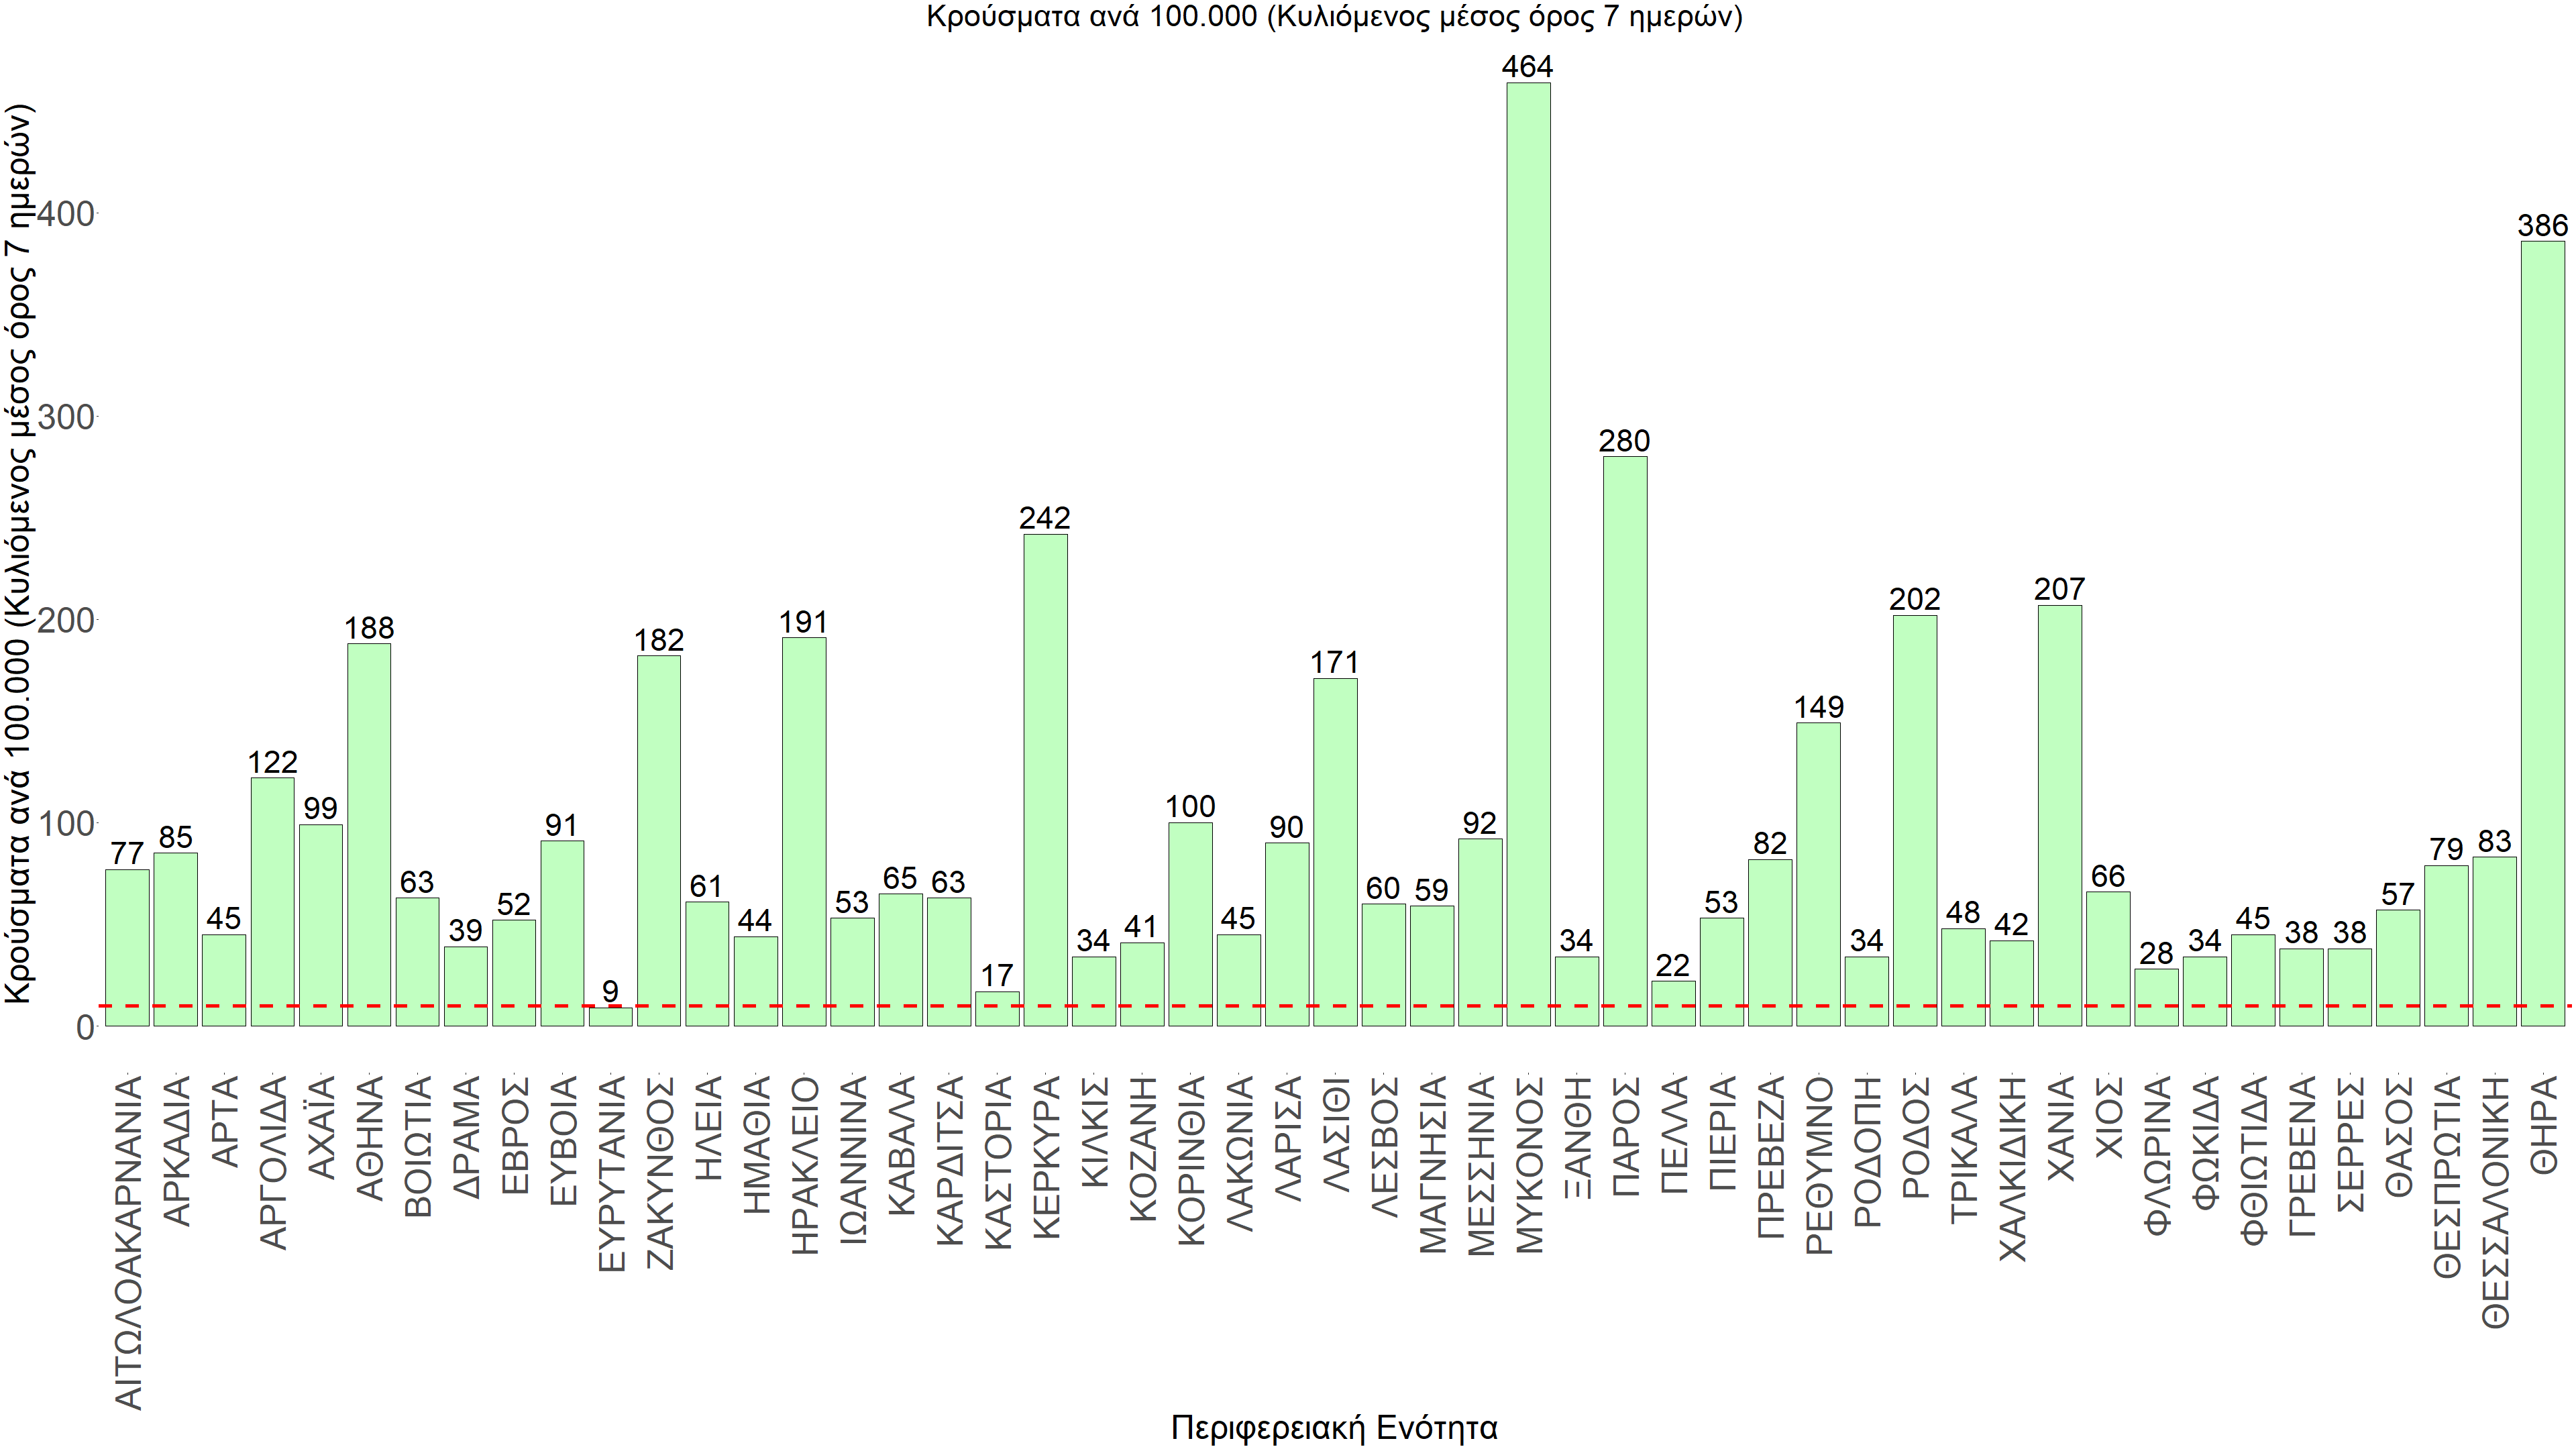 Κρούσματα ανά 100.000 (Κυλιόμενος μέσος όρος 7 ημερών)
Κρούσματα ανά 100.000 (Κυλιόμενος μέσος όρος 7 ημερών)
400
300
200
100
0
77
85
45
122
99
188
63
39
52
91
9
182
61
44
191
53
65
63
17
242
34
41
100
45
90
171
60
59
92
464
34
280
22
53
82
149
34
202
48
42
207
66
28
34
45
38
38
57
79
83
386
ΑΙΤΩΛΟΑΚΑΡΝΑΝΙΑ
ΑΡΚΑΔΙΑ
ΑΡΤΑ
ΑΡΓΟΛΙΔΑ
ΑΧΑΪΑ
ΑΘΗΝΑ
ΒΟΙΩΤΙΑ
ΔΡΑΜΑ
ΕΒΡΟΣ
ΕΥΒΟΙΑ
ΕΥΡΥΤΑΝΙΑ
ΖΑΚΥΝΘΟΣ
ΗΛΕΙΑ
ΗΜΑΘΙΑ
ΗΡΑΚΛΕΙΟ
ΙΩΑΝΝΙΝΑ
ΚΑΒΑΛΑ
ΚΑΡΔΙΤΣΑ
ΚΑΣΤΟΡΙΑ
ΚΕΡΚΥΡΑ
ΚΙΛΚΙΣ
ΚΟΖΑΝΗ
ΚΟΡΙΝΘΙΑ
ΛΑΚΩΝΙΑ
ΛΑΡΙΣΑ
ΛΑΣΙΘΙ
ΛΕΣΒΟΣ
ΜΑΓΝΗΣΙΑ
ΜΕΣΣΗΝΙΑ
ΜΥΚΟΝΟΣ
ΞΑΝΘΗ
ΠΑΡΟΣ
ΠΕΛΛΑ
ΠΙΕΡΙΑ
ΠΡΕΒΕΖΑ
ΡΕΘΥΜΝΟ
ΡΟΔΟΠΗ
ΡΟΔΟΣ
ΤΡΙΚΑΛΑ
ΧΑΛΚΙΔΙΚΗ
ΧΑΝΙΑ
ΧΙΟΣ
ΦΛΩΡΙΝΑ
ΦΩΚΙΔΑ
ΦΘΙΩΤΙΔΑ
ΓΡΕΒΕΝΑ
ΣΕΡΡΕΣ
ΘΑΣΟΣ
ΘΕΣΠΡΩΤΙΑ
ΘΕΣΣΑΛΟΝΙΚΗ
ΘΗΡΑ
Περιφερειακή Ενότητα